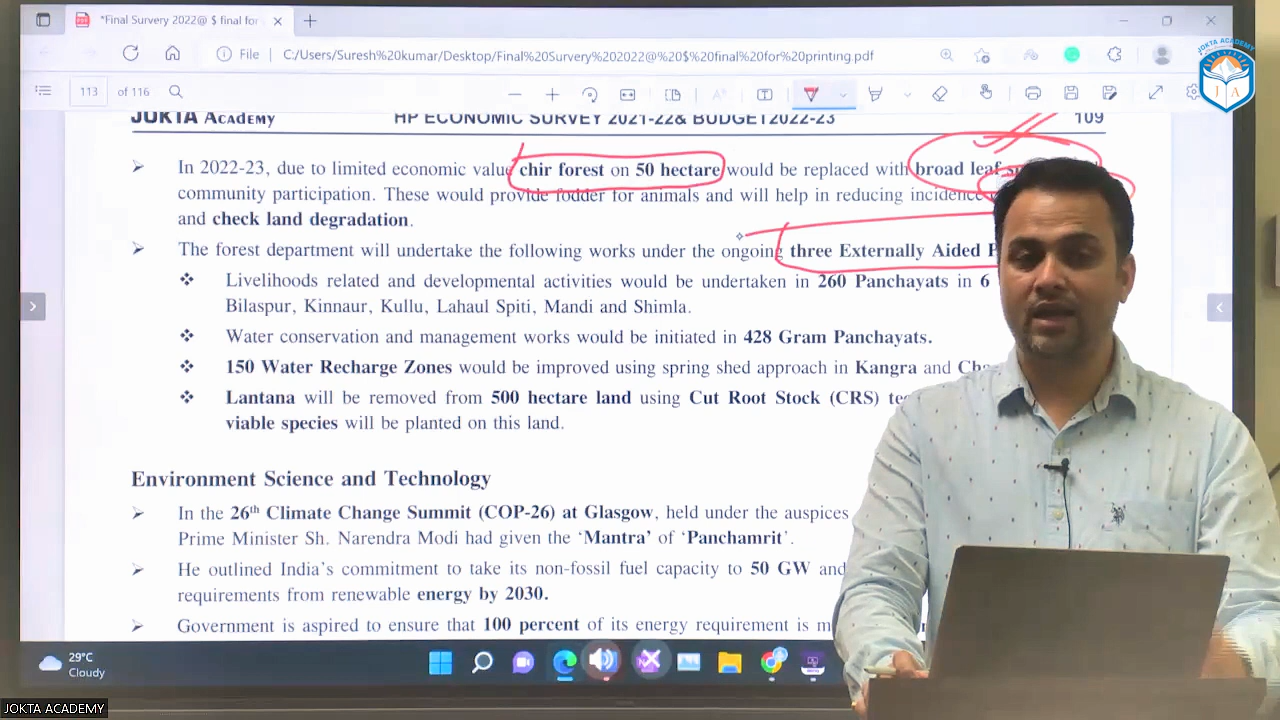 *Final Survery 2022@ $ final for
File C:/Users/Suresh%20kumar/Desktop/Final%20Survery%202022@%20$%20final%20for%20printing.pdf
JOKTA ACADEMY
J A
113 of 116
JOKTA ACADEMY HP ECONOMIC SURVEY 2021-22& BUDGET2022-23 109
➤ In 2022-23, due to limited economic value chir forest on 50 hectare would be replaced with broad leaf
community participation. These would provide fodder for animals and will help in reducing incidence
and check land degradation.
➤ The forest department will undertake the following works under the ongoing three Externally Aided P
❖ Livelihoods related and developmental activities would be undertaken in 260 Panchayats in 6
Bilaspur, Kinnaur, Kullu, Lahaul Spiti, Mandi and Shimla.
❖ Water conservation and management works would be initiated in 428 Gram Panchayats.
❖ 150 Water Recharge Zones would be improved using spring shed approach in Kangra and
❖ Lantana will be removed from 500 hectare land using Cut Root Stock (CRS)
viable species will be planted on this land.
Environment Science and Technology
➤ In the 26th Climate Change Summit (COP-26) at Glasgow, held under the auspices
Prime Minister Sh. Narendra Modi had given the ‘Mantra’ of ‘Panchamrit’.
➤ He outlined India’s commitment to take its non-fossil fuel capacity to 50 GW and
requirements from renewable energy by 2030.
➤ Government is aspired to ensure that 100 percent of its energy requirement is
29°C
Cloudy
JOKTA ACADEMY